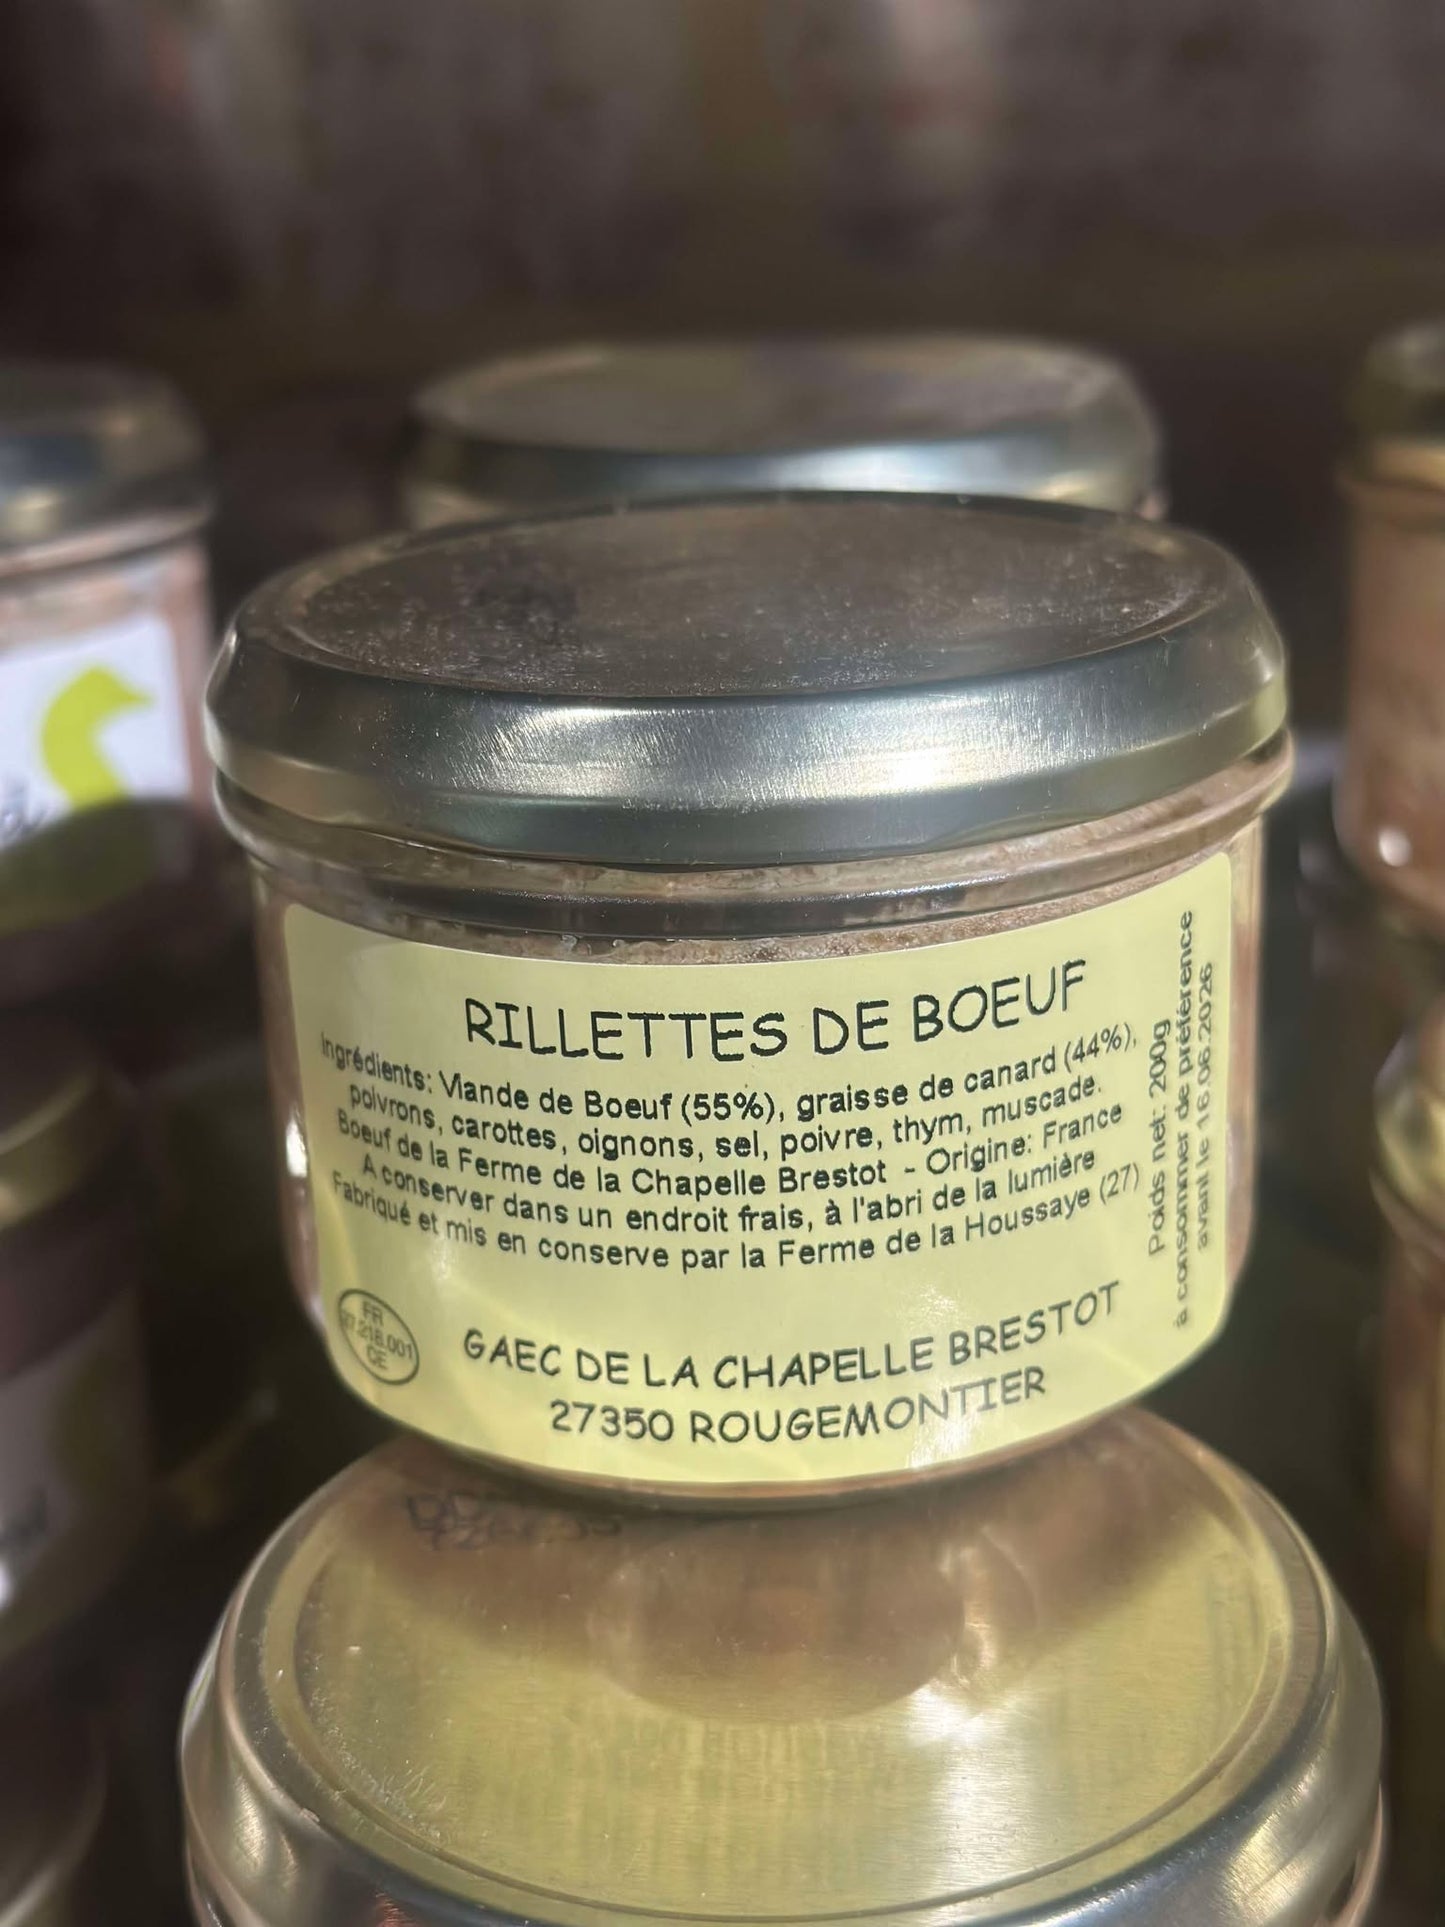 RILLETTES DE BOEUF
Ingrédients: Viande de Boeuf (55%), graisse de canard (44%),
poivrons, carottes, oignons, sel, poivre, thym, muscade.
Boeuf de la Ferme de la Chapelle Brestot - Origine: France
A conserver dans un endroit frais, à l'abri de la lumière
Fabriqué et mis en conserve par la Ferme de la Houssaye (27)
Poids net: 200g
à consommer de préférence
avant le 16.06.2026
FR
27.218.001
CE
GAEC DE LA CHAPELLE BRESTOT
27350 ROUGEMONTIER